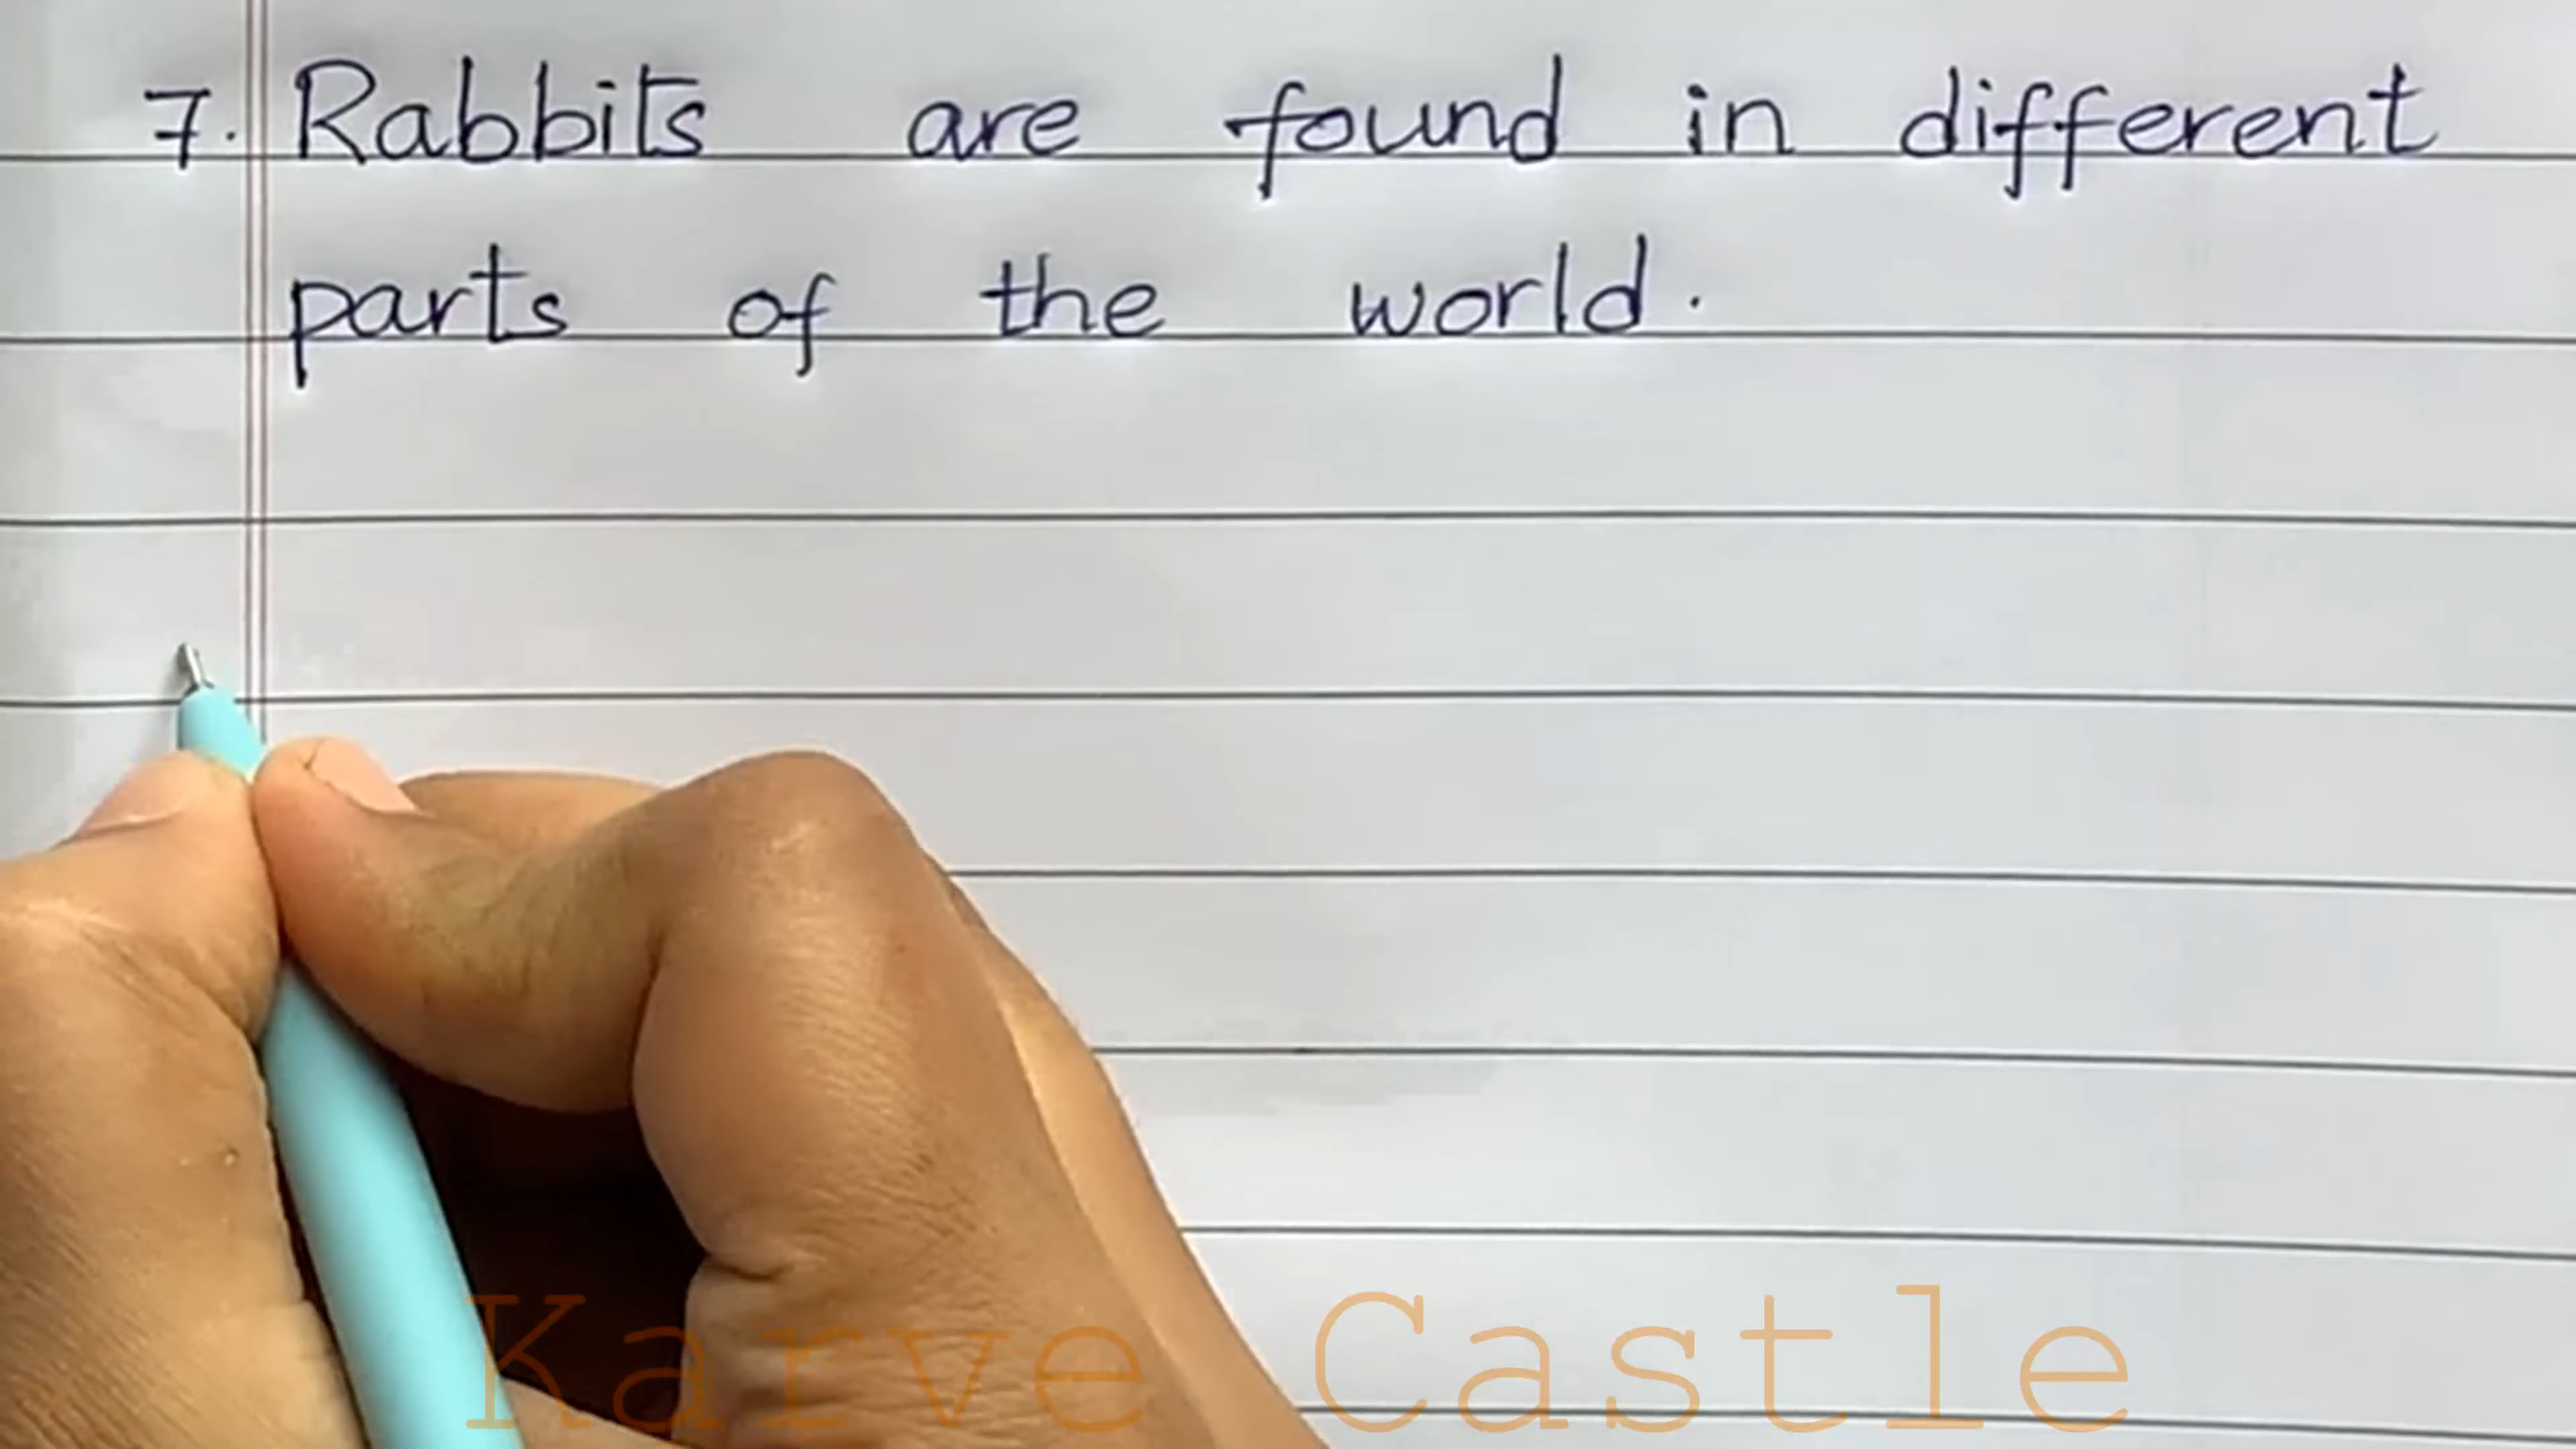 7. Rabbits are found in different
parts of the world.
Karve Castle